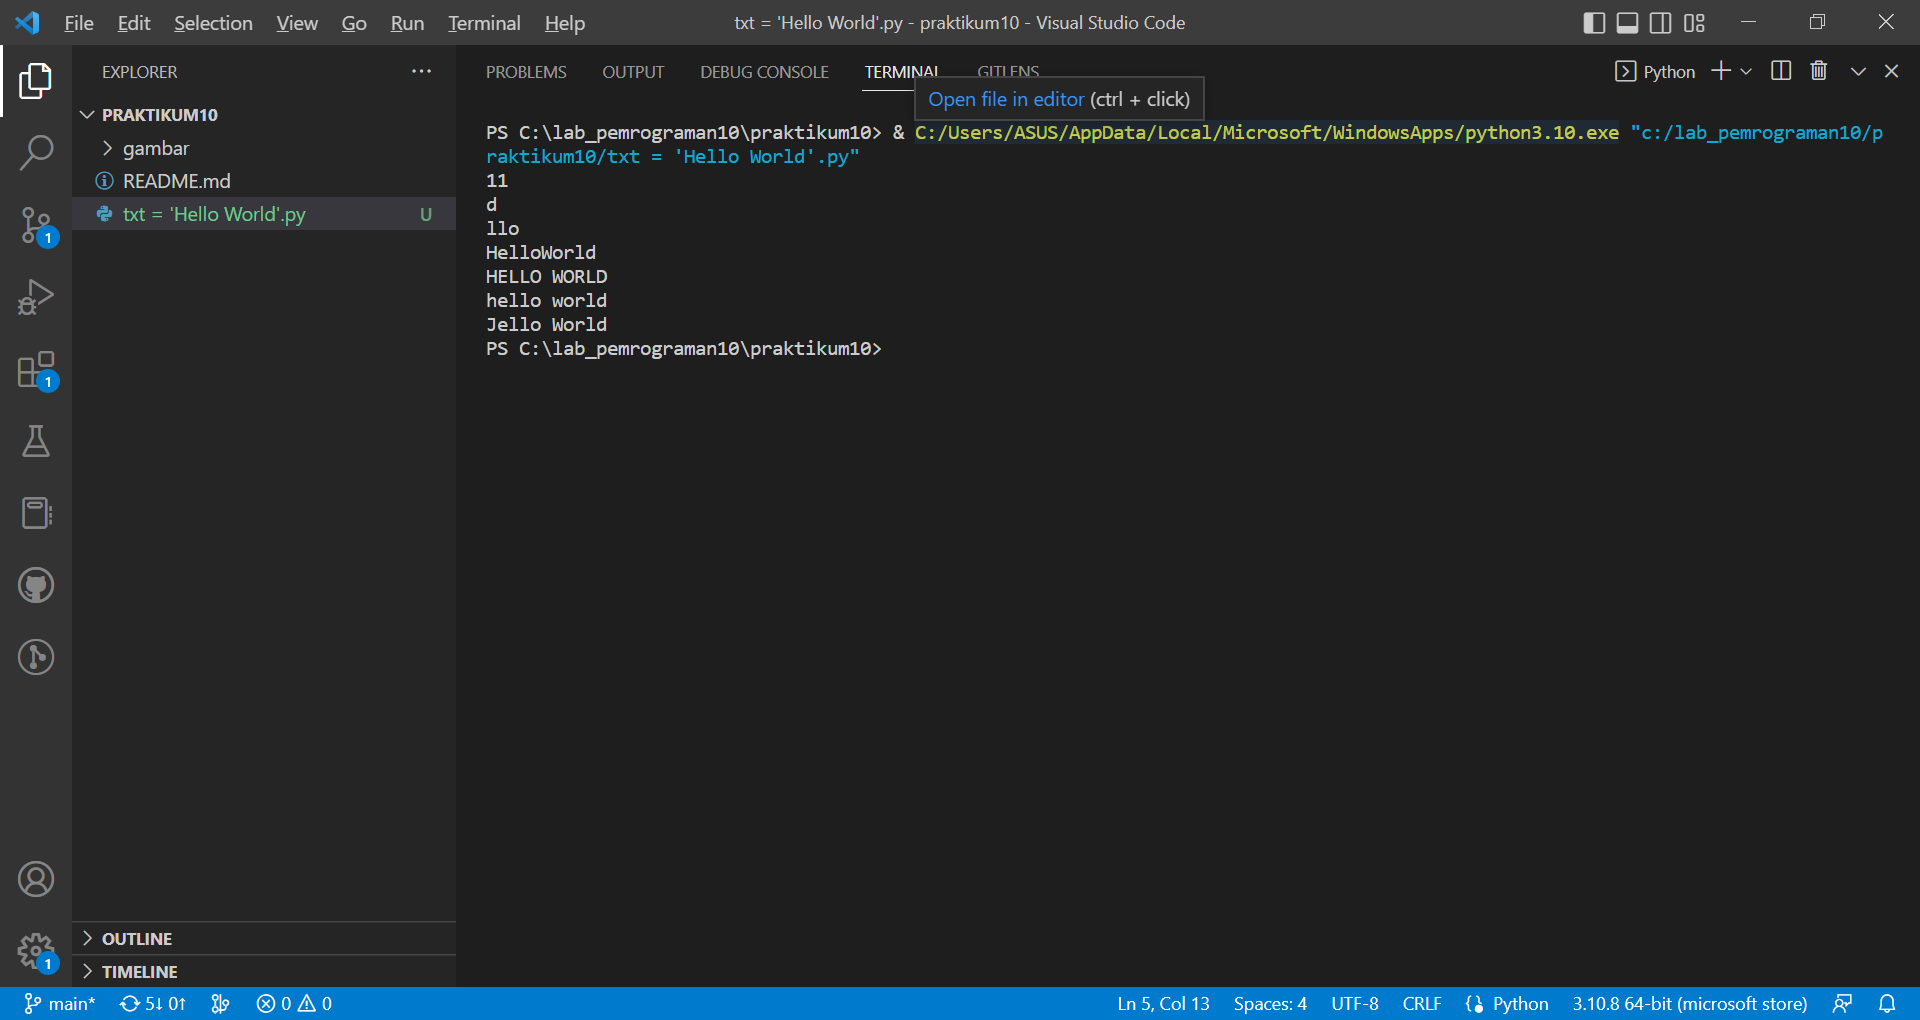 File Edit Selection View Go Run Terminal Help
txt = 'Hello World'.py - praktikum10 - Visual Studio Code
EXPLORER
PRAKTIKUM10
gambar
README.md
txt = 'Hello World'.py U
1
1
1
OUTLINE
TIMELINE
PROBLEMS OUTPUT DEBUG CONSOLE TERMINAL GITLENS
Python
Open file in editor (ctrl + click)
PS C:\lab_pemrograman10\praktikum10> & C:/Users/ASUS/AppData/Local/Microsoft/WindowsApps/python3.10.exe "c:/lab_pemrograman10/p
raktikum10/txt = 'Hello World'.py"
11
d
llo
HelloWorld
HELLO WORLD
hello world
Jello World
PS C:\lab_pemrograman10\praktikum10>
main* 5↓ 0↑ 0 0 Ln 5, Col 13 Spaces: 4 UTF-8 CRLF Python 3.10.8 64-bit (microsoft store)